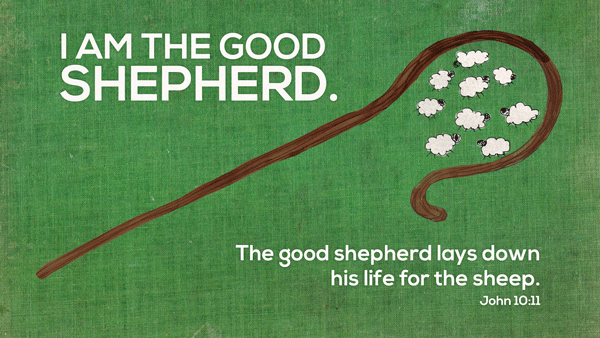 I AM THE GOOD
SHEPHERD.
The good shepherd lays down
his life for the sheep.
John 10:11